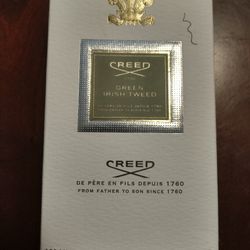 CREED
GREEN
IRISH TWEED
CREED
DE PÈRE EN FILS DEPUIS 1760
FROM FATHER TO SON SINCE 1760